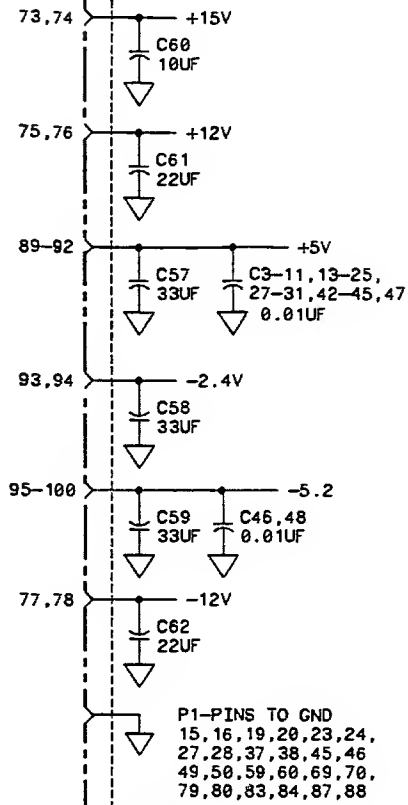 73,74 +15V
C60
10UF
75,76 +12V
C61
22UF
89-92 +5V
C57
33UF
C3-11,13-25,
27-31,42-45,47
0.01UF
93,94 -2.4V
C58
33UF
95-100 -5.2
C59
33UF
C46,48
0.01UF
77,78 -12V
C62
22UF
P1-PINS TO GND
15,16,19,20,23,24,
27,28,37,38,45,46
49,50,59,60,69,70,
79,80,83,84,87,88